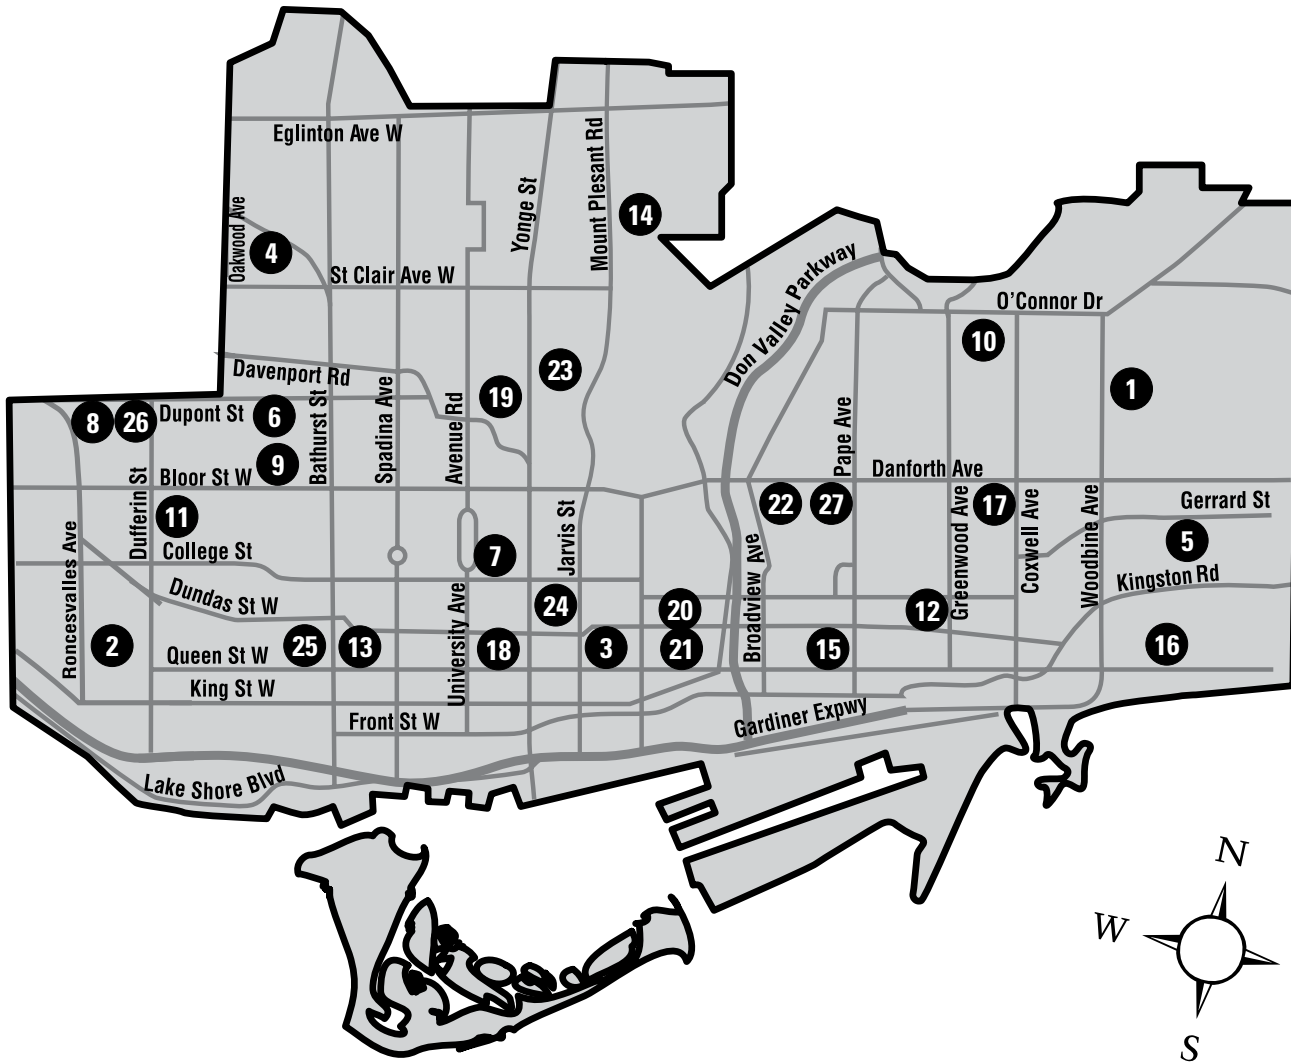 Eglinton Ave W
Oakwood Ave
Yonge St
Mount Plesant Rd
14
4
St Clair Ave W
Don Valley Parkway
O'Connor Dr
10
Davenport Rd
23
19
1
8
26
Dupont St
6
Bathurst St
Spadina Ave
Avenue Rd
Pape Ave
9
Bloor St W
Danforth Ave
Dufferin St
11
22
27
17
Greenwood Ave
Coxwell Ave
Woodbine Ave
Gerrard St
5
Roncesvalles Ave
College St
7
Jarvis St
Kingston Rd
Dundas St W
University Ave
24
20
Broadview Ave
12
2
Queen St W
25
13
18
3
21
15
16
King St W
Front St W
Gardiner Expwy
Lake Shore Blvd
N
W
S